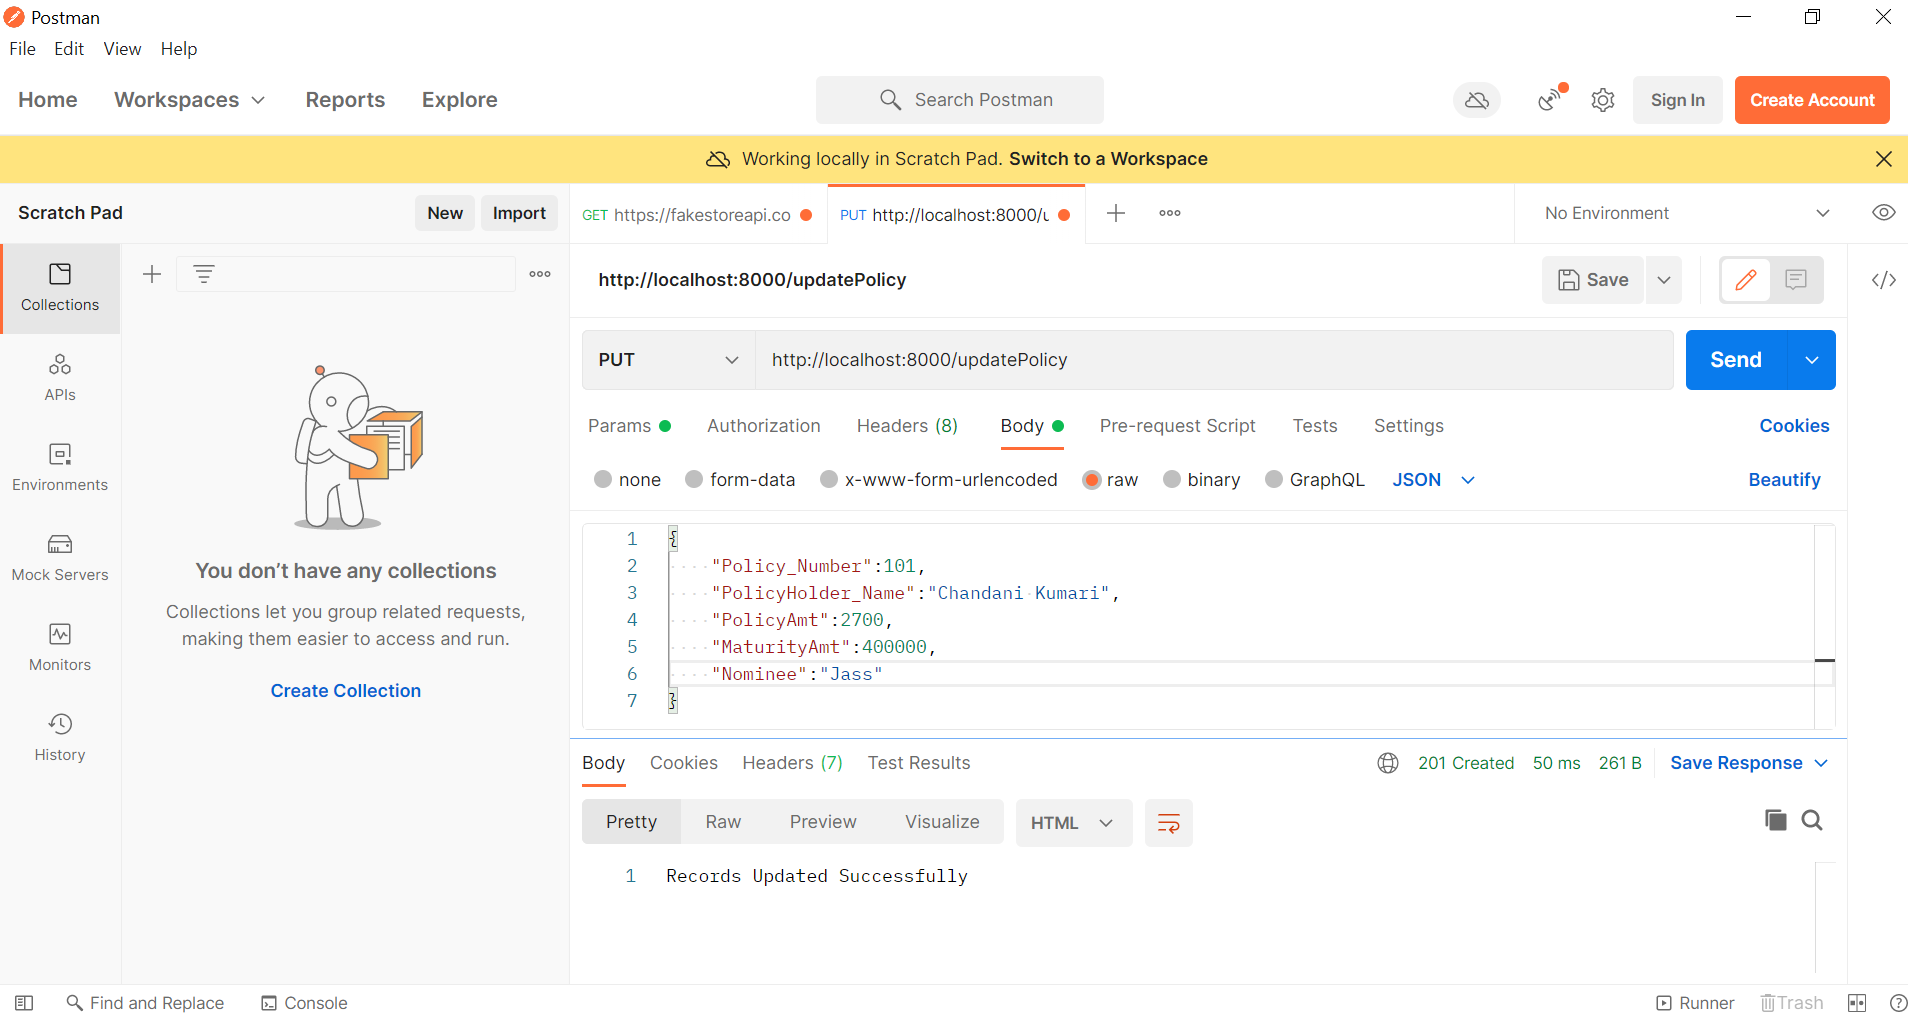 Postman
File Edit View Help
Home Workspaces Reports Explore Search Postman Sign In Create Account
Working locally in Scratch Pad. Switch to a Workspace
Scratch Pad New Import GET https://fakestoreapi.co PUT http://localhost:8000/u No Environment
Collections
APIs
Environments
Mock Servers
Monitors
History
You don’t have any collections
Collections let you group related requests,
making them easier to access and run.
Create Collection
http://localhost:8000/updatePolicy Save
PUT http://localhost:8000/updatePolicy Send
Params Authorization Headers (8) Body Pre-request Script Tests Settings Cookies
none form-data x-www-form-urlencoded raw binary GraphQL JSON Beautify
1 {
2 "Policy_Number":101,
3 "PolicyHolder_Name":"Chandani Kumari",
4 "PolicyAmt":2700,
5 "MaturityAmt":400000,
6 "Nominee":"Jass"
7 }
Body Cookies Headers (7) Test Results 201 Created 50 ms 261 B Save Response
Pretty Raw Preview Visualize HTML
1 Records Updated Successfully
Find and Replace Console Runner Trash